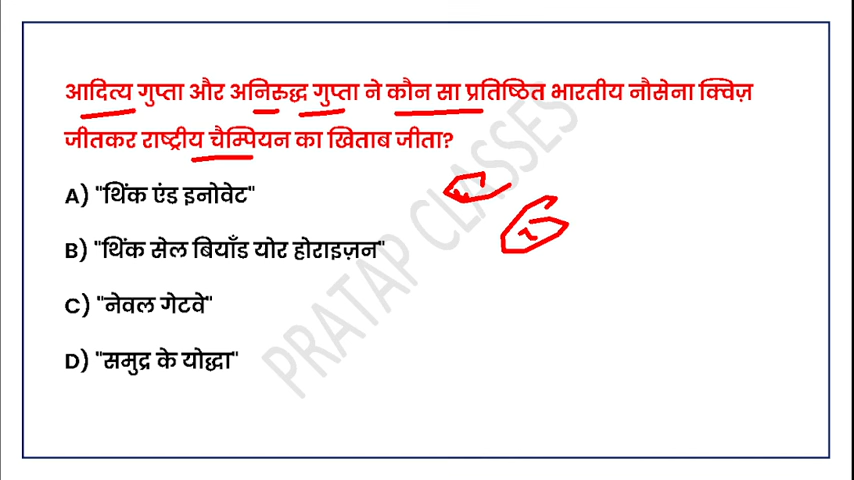 आदित्य गुप्ता और अनिरुद्ध गुप्ता ने कौन सा प्रतिष्ठित भारतीय नौसेना क्विज़
जीतकर राष्ट्रीय चैम्पियन का खिताब जीता?
A) "थिंक एंड इनोवेट"
B) "थिंक सेल बियाँड योर होराइज़न"
C) "नेवल गेटवे"
D) "समुद्र के योद्धा"
PRATAP CLASSES